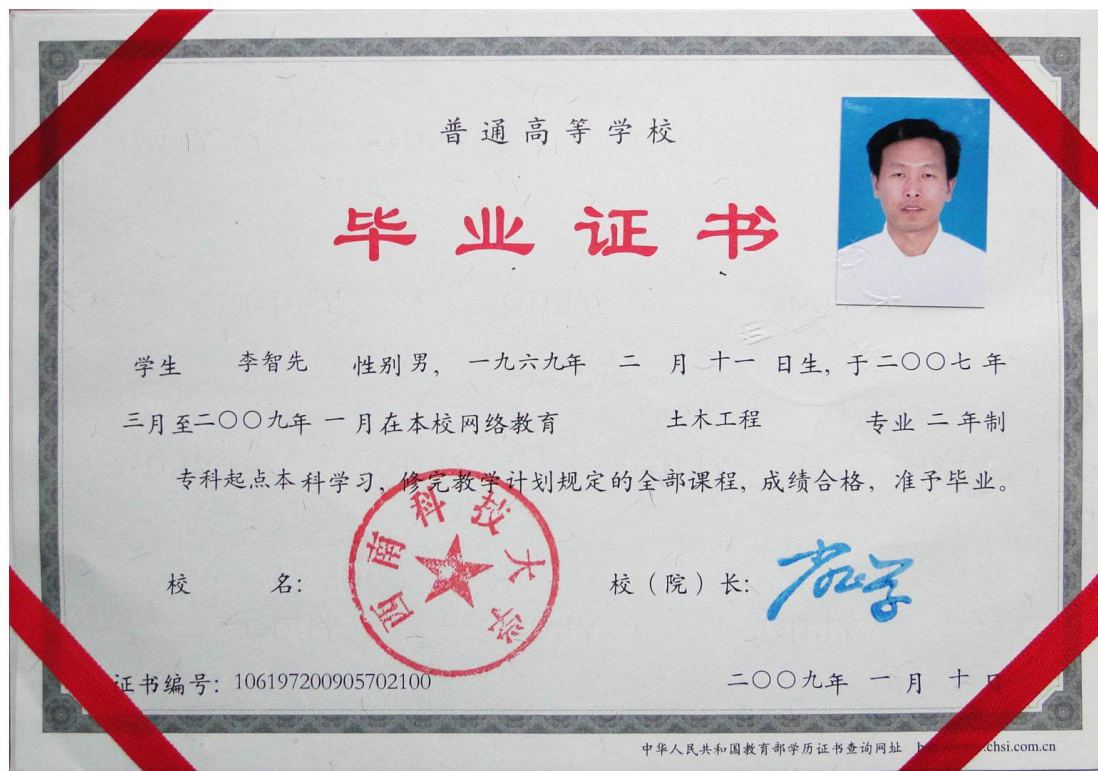 普通高等学校
毕业证书
学生 李智先 性别男，一九六九年 二 月 十一 日生，于二〇〇七 年
三月至二〇〇九年 一 月在本校网络教育 土木工程 专业 二 年制
专科起点本科学习，修完教学计划规定的全部课程，成绩合格，准予毕业。
西南科技大学
校 名： 校（院）长：
证书编号：106197200905702100 二〇〇九年 一 月 十 日
中华人民共和国教育部学历证书查询网址 chsi.com.cn